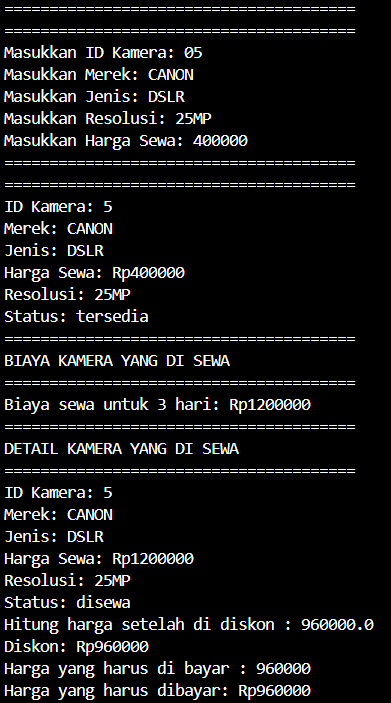 =======================================
=======================================
Masukkan ID Kamera: 05
Masukkan Merek: CANON
Masukkan Jenis: DSLR
Masukkan Resolusi: 25MP
Masukkan Harga Sewa: 400000
=======================================
=======================================
ID Kamera: 5
Merek: CANON
Jenis: DSLR
Harga Sewa: Rp400000
Resolusi: 25MP
Status: tersedia
=======================================
BIAYA KAMERA YANG DI SEWA
=======================================
Biaya sewa untuk 3 hari: Rp1200000
=======================================
DETAIL KAMERA YANG DI SEWA
=======================================
ID Kamera: 5
Merek: CANON
Jenis: DSLR
Harga Sewa: Rp1200000
Resolusi: 25MP
Status: disewa
Hitung harga setelah di diskon : 960000.0
Diskon: Rp960000
Harga yang harus di bayar : 960000
Harga yang harus dibayar: Rp960000